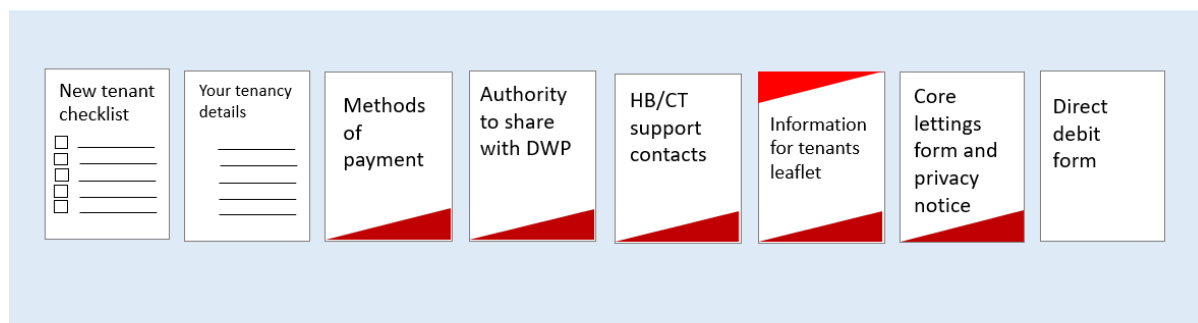 New tenant
checklist
Your tenancy
details
Methods
of
payment
Authority
to share
with DWP
HB/CT
support
contacts
Information
for tenants
leaflet
Core
lettings
form and
privacy
notice
Direct
debit
form